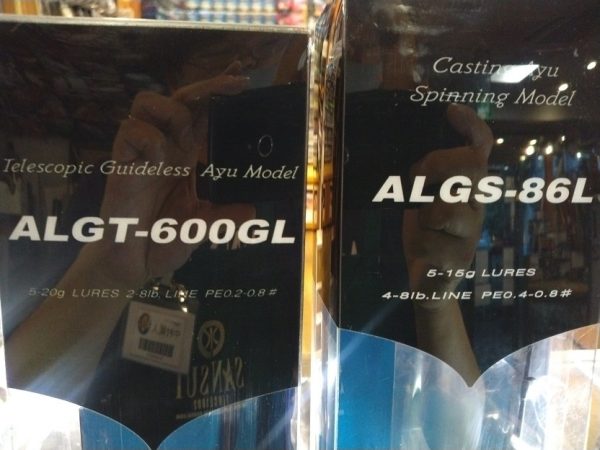 Telescopic Guideless Ayu Model
ALGT-600GL
5-20g LURES 2-8lb. LINE PE0.2-0.8#
SANSUI
Casting Ayu
Spinning Model
ALGS-86L
5-15g LURES
4-8lb. LINE PE0.4-0.8#